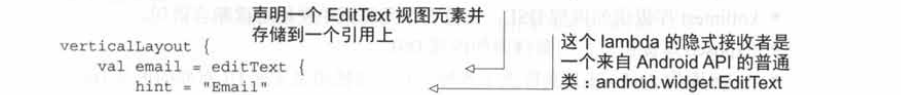 声明一个 EditText 视图元素并
存储到一个引用上
verticalLayout {
val email = editText {
hint = "Email"
这个 lambda 的隐式接收者是
一个来自 Android API 的普通
类：android.widget.EditText